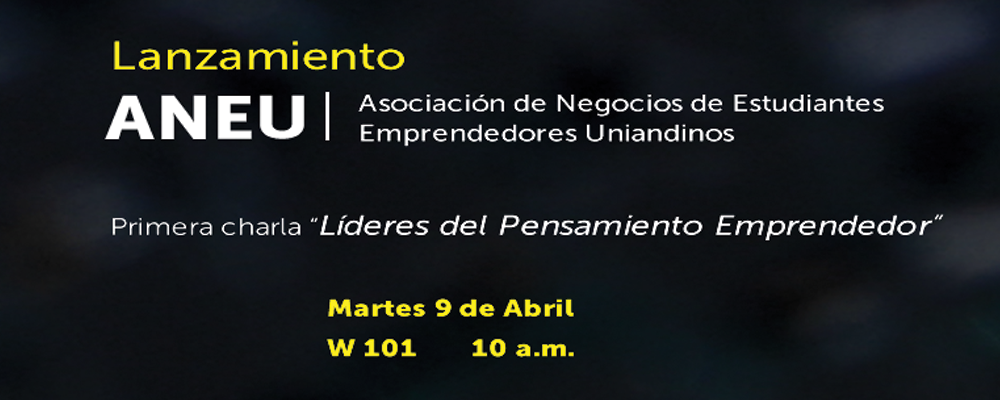 Lanzamiento
ANEU | Asociación de Negocios de Estudiantes
Emprendedores Uniandinos
Primera charla “Líderes del Pensamiento Emprendedor”
Martes 9 de Abril
W 101 10 a.m.